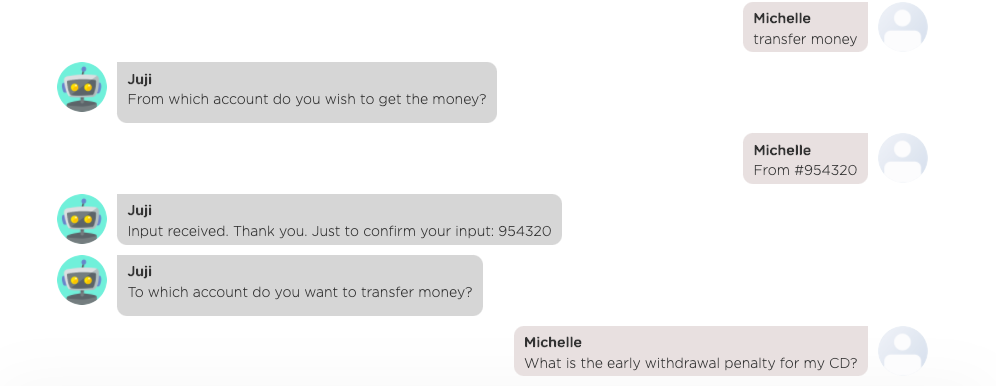 Michelle
transfer money
Juji
From which account do you wish to get the money?
Michelle
From #954320
Juji
Input received. Thank you. Just to confirm your input: 954320
Juji
To which account do you want to transfer money?
Michelle
What is the early withdrawal penalty for my CD?